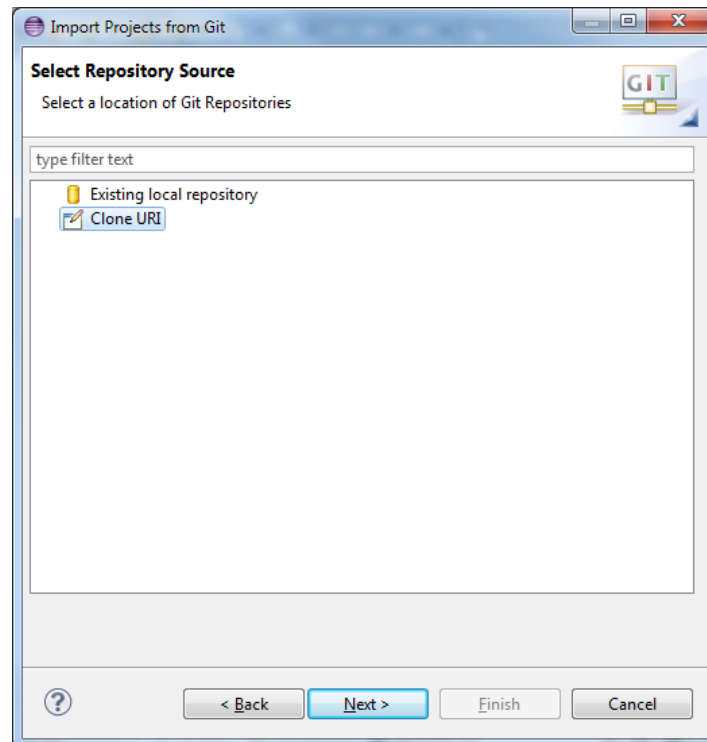 Import Projects from Git
Select Repository Source
Select a location of Git Repositories
GIT
type filter text
Existing local repository
Clone URI
?
< Back
Next >
Finish
Cancel